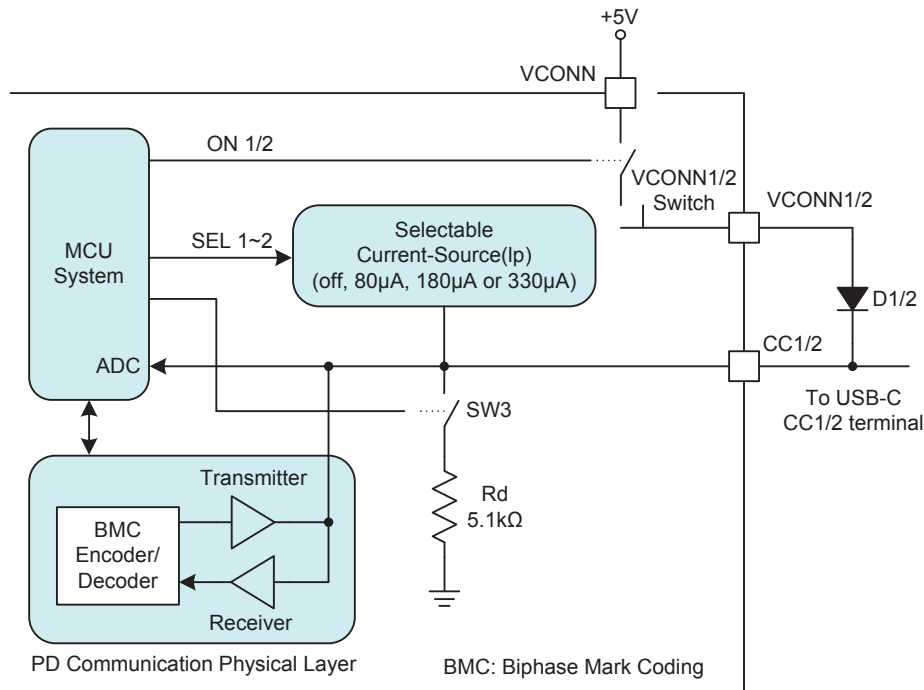 +5V
VCONN
ON 1/2
VCONN1/2
Switch
VCONN1/2
MCU
System
SEL 1~2
Selectable
Current-Source(Ip)
(off, 80µA, 180µA or 330µA)
D1/2
ADC
CC1/2
SW3
To USB-C
CC1/2 terminal
Transmitter
Rd
5.1kΩ
BMC
Encoder/
Decoder
Receiver
PD Communication Physical Layer
BMC: Biphase Mark Coding